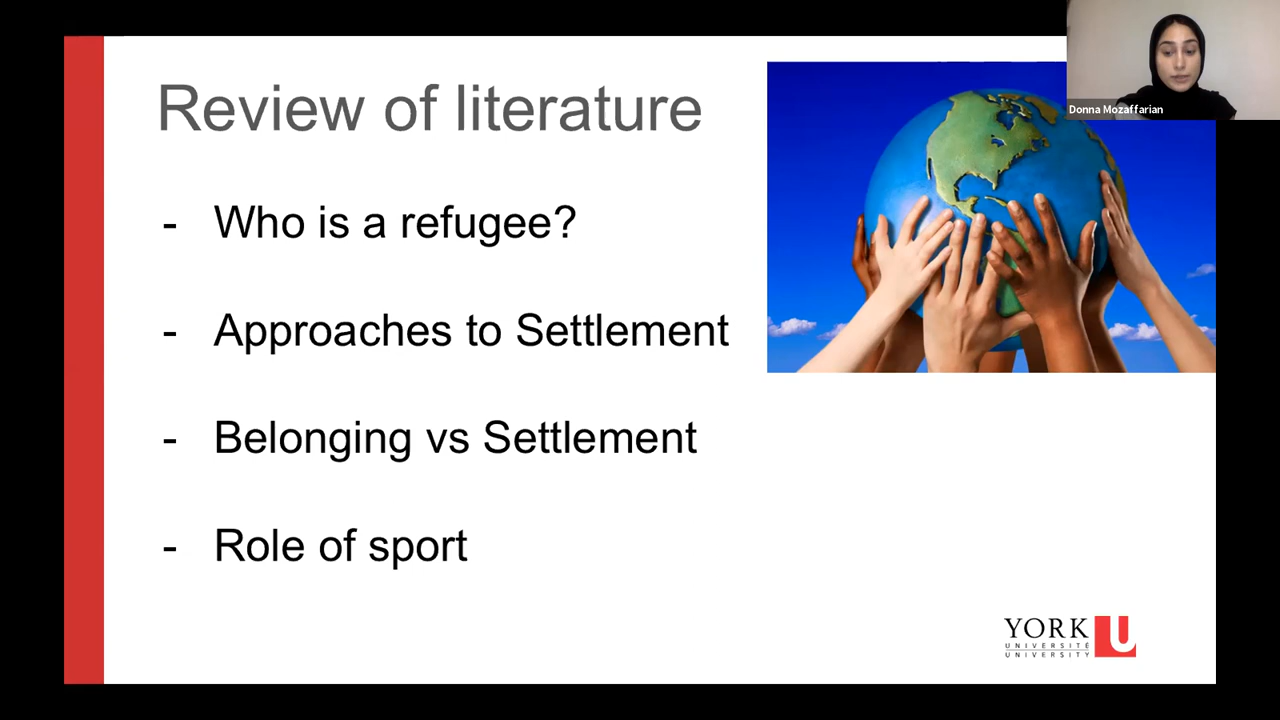 Review of literature
- Who is a refugee?
- Approaches to Settlement
- Belonging vs Settlement
- Role of sport
Donna Mozaffarian
YORK U
UNIVERSITÉ
UNIVERSITY